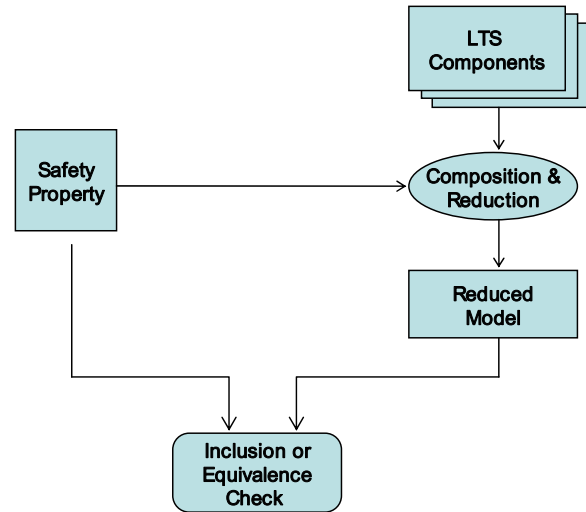 LTS
Components
Safety
Property
Composition &
Reduction
Reduced
Model
Inclusion or
Equivalence
Check